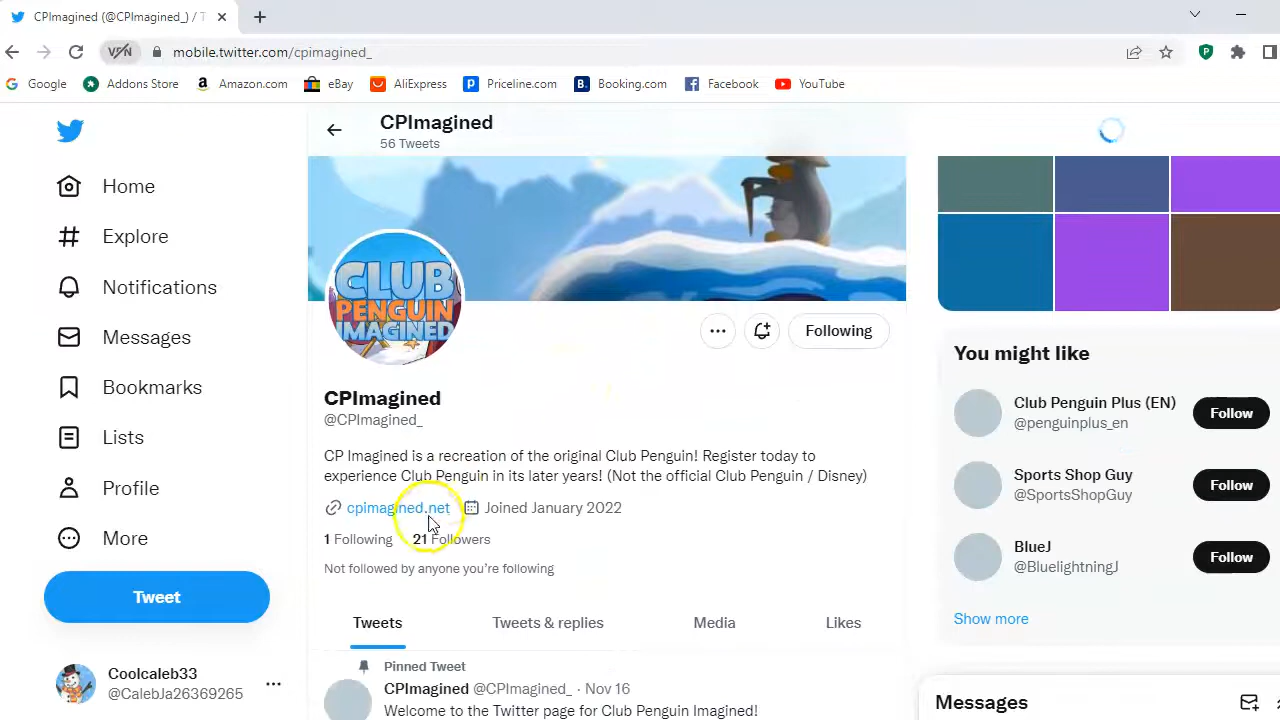 CPImagined (@CPImagined_) / T
VPN
mobile.twitter.com/cpimagined_
Google
Addons Store
Amazon.com
eBay
AliExpress
Priceline.com
Booking.com
Facebook
YouTube
CPImagined
56 Tweets
Home
Explore
Notifications
Messages
Bookmarks
Lists
Profile
More
Tweet
Coolcaleb33
@CalebJa26369265
CLUB
PENGUIN
IMAGINED
Following
CPImagined
@CPImagined_
CP Imagined is a recreation of the original Club Penguin! Register today to
experience Club Penguin in its later years! (Not the official Club Penguin / Disney)
cpimagined.net Joined January 2022
1 Following 21 Followers
Not followed by anyone you're following
Tweets
Tweets & replies
Media
Likes
Pinned Tweet
CPImagined @CPImagined_ · Nov 16
Welcome to the Twitter page for Club Penguin Imagined!
You might like
Club Penguin Plus (EN)
@penguinplus_en
Follow
Sports Shop Guy
@SportsShopGuy
Follow
BlueJ
@BluelightningJ
Follow
Show more
Messages